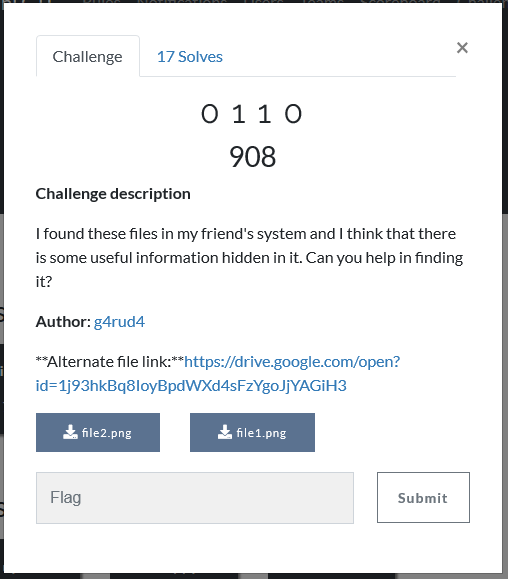 Challenge
17 Solves
×
O 1 1 O
908
Challenge description
I found these files in my friend's system and I think that there
is some useful information hidden in it. Can you help in finding
it?
Author: g4rud4
**Alternate file link:**https://drive.google.com/open?
id=1j93hkBq8IoyBpdWXd4sFzYgoJjYAGiH3
file2.png
file1.png
Flag
Submit